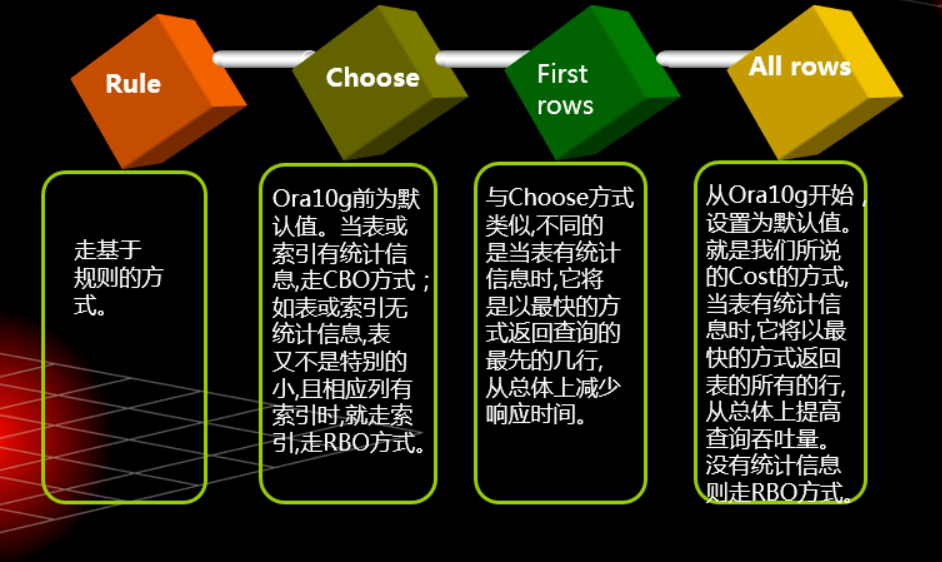 Rule
Choose
First
rows
All rows
走基于
规则的方
式。
Ora10g前为默
认值。当表或
索引有统计信
息,走CBO方式；
如表或索引无
统计信息,表
又不是特别的
小,且相应列有
索引时,就走索
引,走RBO方式。
与Choose方式
类似,不同的
是当表有统计
信息时,它将
是以最快的方
式返回查询的
最先的几行,
从总体上减少
响应时间。
从Ora10g开始，
设置为默认值。
就是我们所说
的Cost的方式,
当表有统计信
息时,它将以最
快的方式返回
表的所有的行,
从总体上提高
查询吞吐量。
没有统计信息
则走RBO方式。